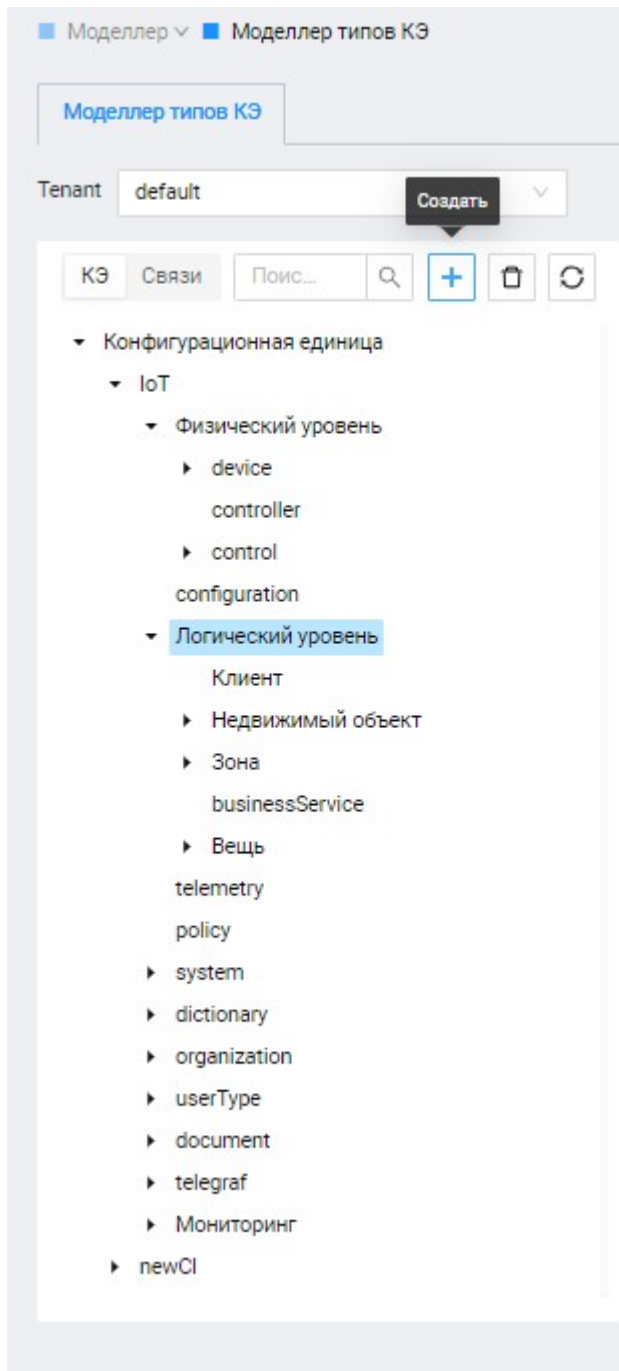 Моделлер Моделлер типов КЭ
Моделлер типов КЭ
Tenant default
Создать
КЭ Связи Поис...
Конфигурационная единица
IoT
Физический уровень
device
controller
control
configuration
Логический уровень
Клиент
Недвижимый объект
Зона
businessService
Вещь
telemetry
policy
system
dictionary
organization
userType
document
telegraf
Мониторинг
newCI